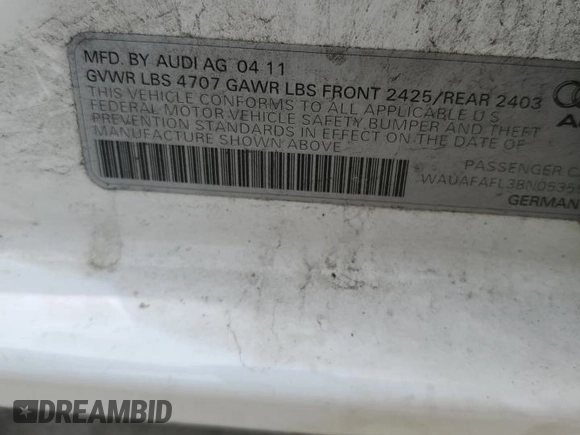 MFD. BY AUDI AG 04 11
GVWR LBS 4707 GAWR LBS FRONT 2425/REAR 2403
THIS VEHICLE CONFORMS TO ALL APPLICABLE U S
FEDERAL MOTOR VEHICLE SAFETY, BUMPER AND THEFT
PREVENTION STANDARDS IN EFFECT ON THE DATE OF
MANUFACTURE SHOWN ABOVE
PASSENGER C
WAUAFAFL3BN0535
GERMAN
DREAMBID